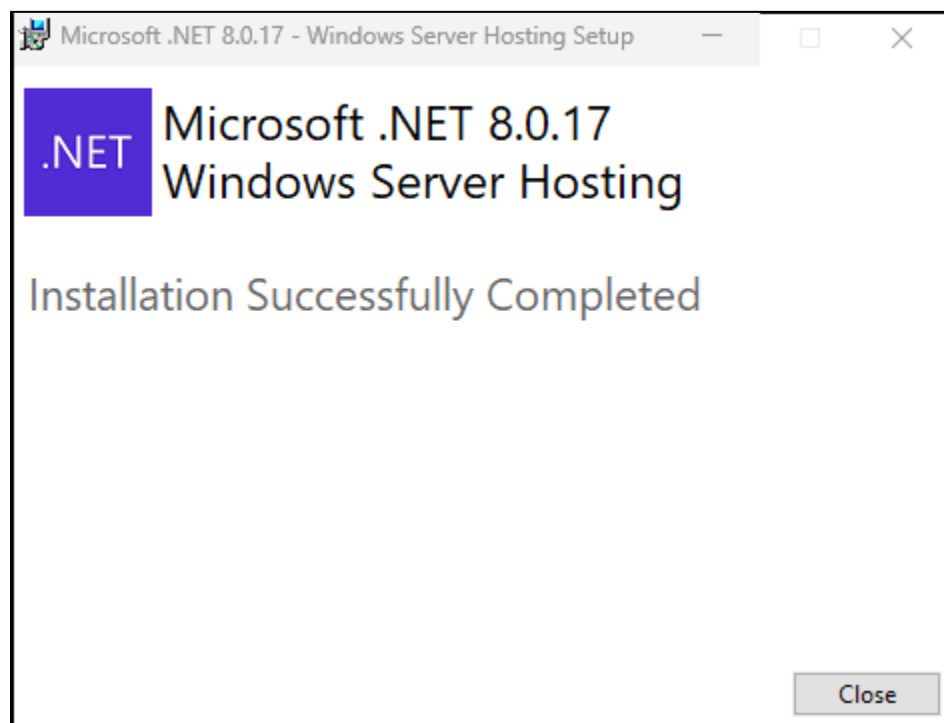 Microsoft .NET 8.0.17 - Windows Server Hosting Setup
.NET
Microsoft .NET 8.0.17
Windows Server Hosting
Installation Successfully Completed
Close